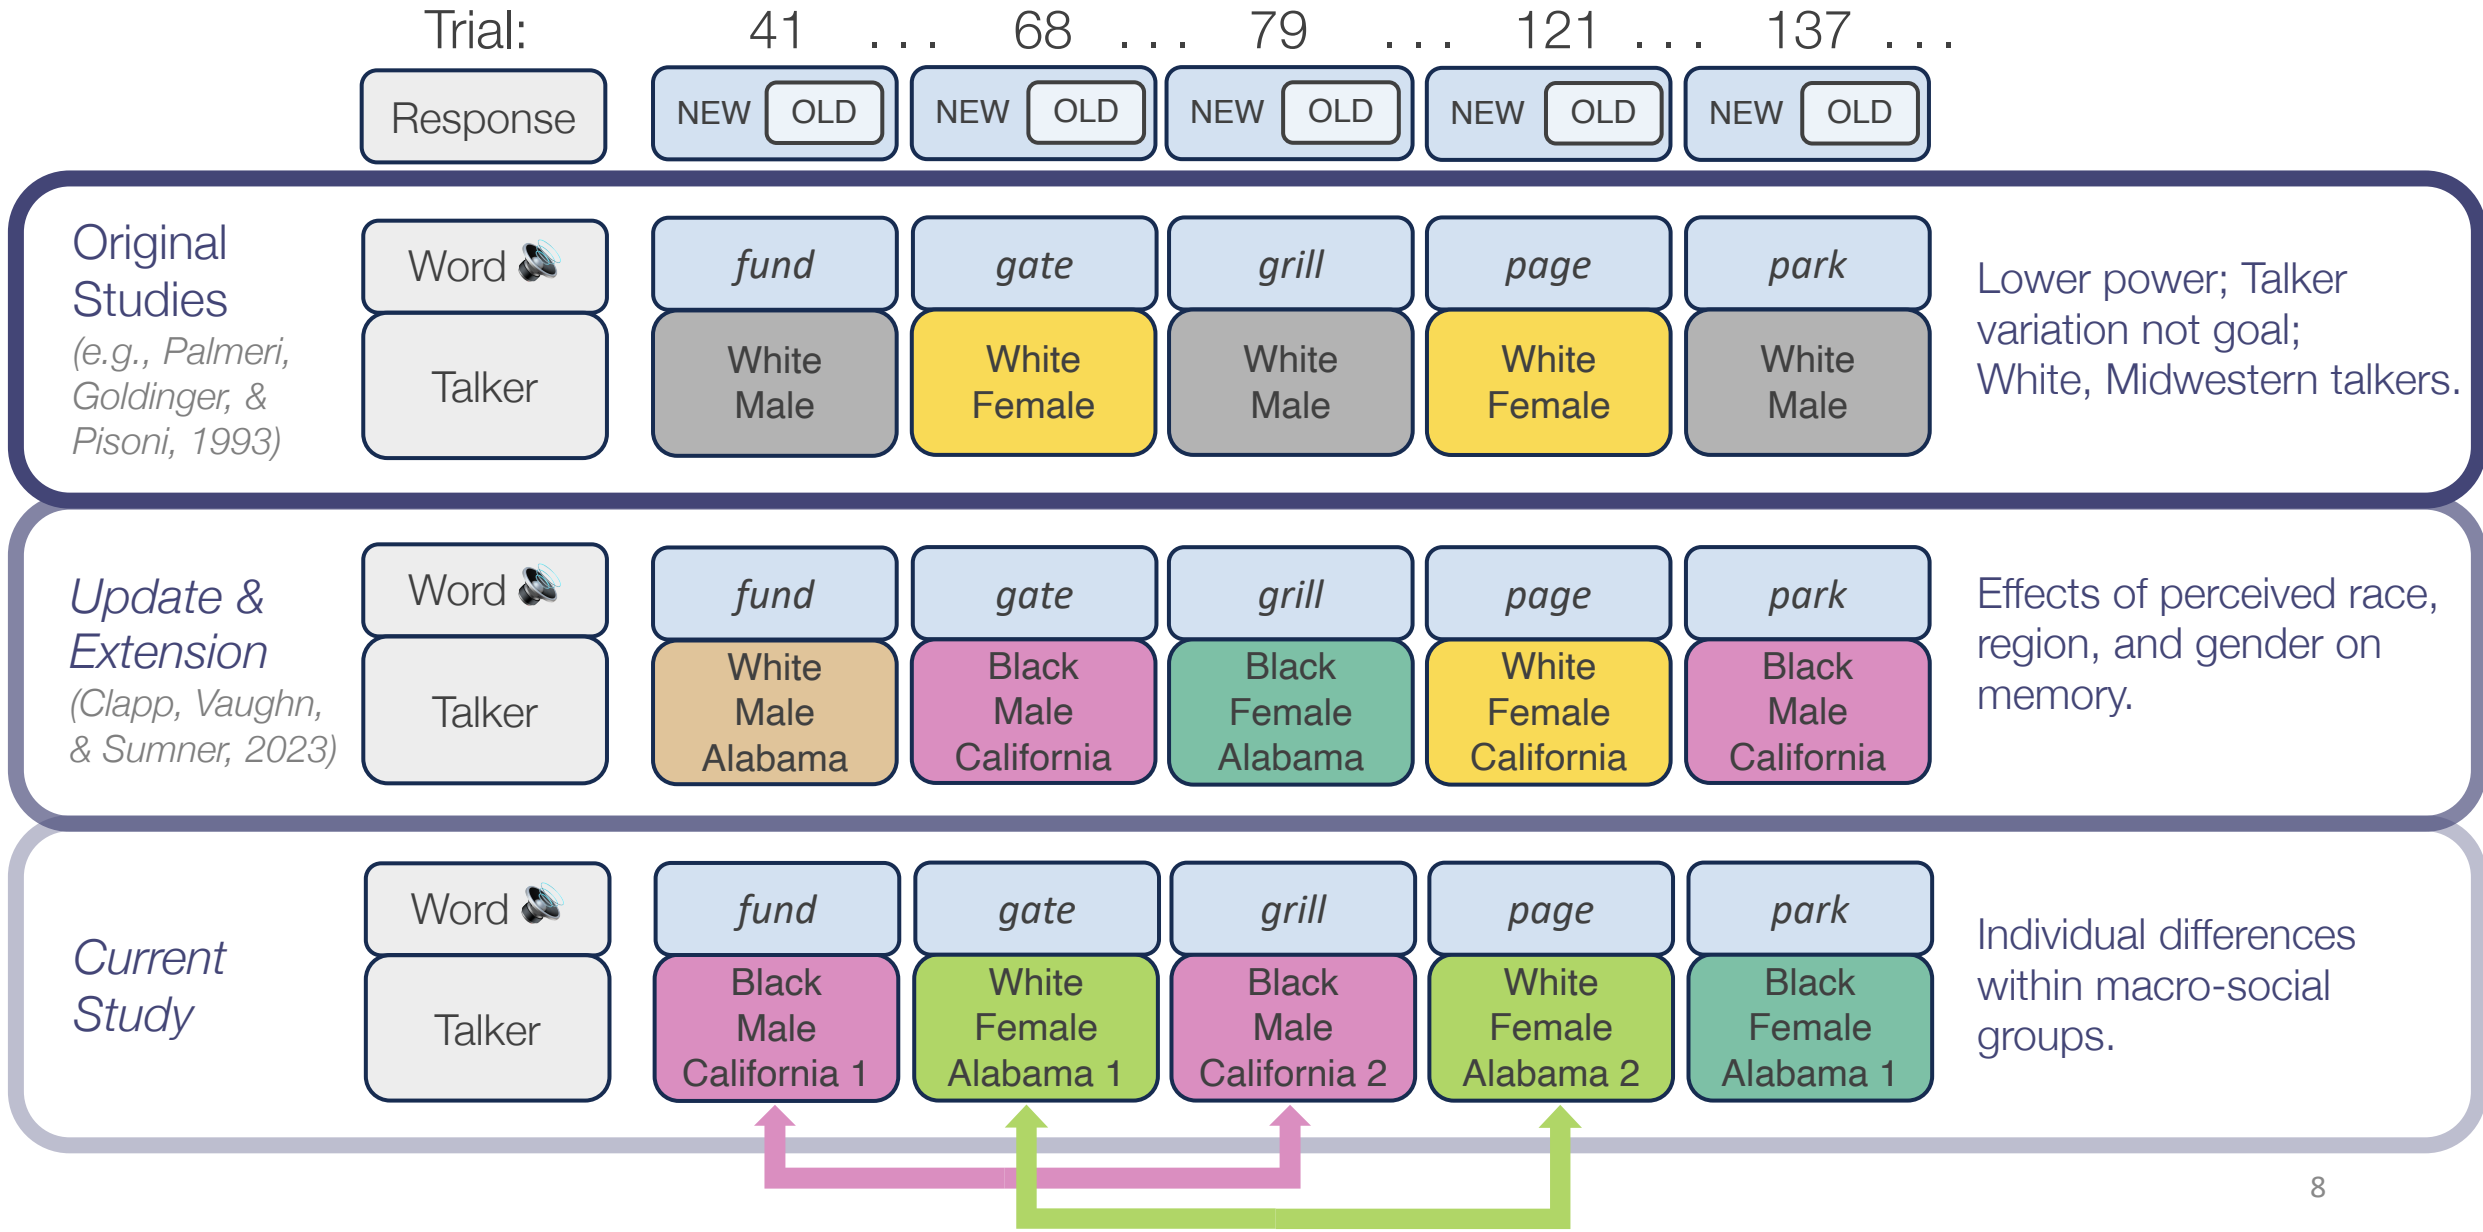 Trial: 41 . . . 68 . . . 79 . . . 121 . . . 137 . . .
Response NEW OLD NEW OLD NEW OLD NEW OLD NEW OLD
Original
Studies
(e.g., Palmeri,
Goldinger, &
Pisoni, 1993)
Word fund gate grill page park
Talker
White
Male
White
Female
White
Male
White
Female
White
Male
Lower power; Talker
variation not goal;
White, Midwestern talkers.
Update &
Extension
(Clapp, Vaughn,
& Sumner, 2023)
Word fund gate grill page park
Talker
White
Male
Alabama
Black
Male
California
Black
Female
Alabama
White
Female
California
Black
Male
California
Effects of perceived race,
region, and gender on
memory.
Current
Study
Word fund gate grill page park
Talker
Black
Male
California 1
White
Female
Alabama 1
Black
Male
California 2
White
Female
Alabama 2
Black
Female
Alabama 1
Individual differences
within macro-social
groups.
8